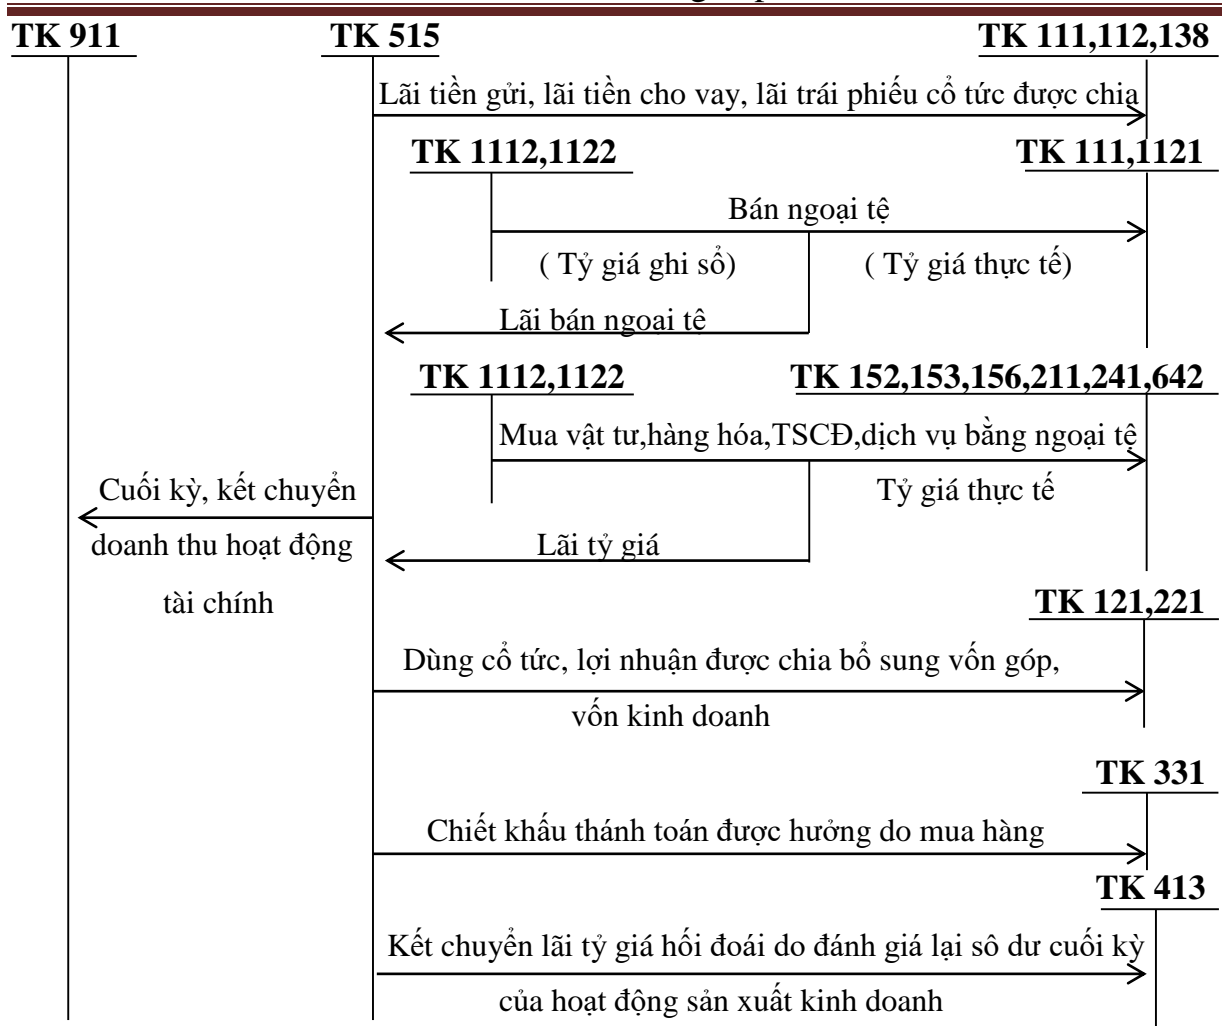 TK 911 TK 515 TK 111,112,138
Lãi tiền gửi, lãi tiền cho vay, lãi trái phiếu cổ tức được chia
TK 1112,1122 TK 111,1121
Bán ngoại tệ
( Tỷ giá ghi sổ) ( Tỷ giá thực tế)
Lãi bán ngoại tệ
TK 1112,1122 TK 152,153,156,211,241,642
Mua vật tư,hàng hóa,TSCĐ,dịch vụ bằng ngoại tệ
Cuối kỳ, kết chuyển Tỷ giá thực tế
doanh thu hoạt động Lãi tỷ giá
tài chính TK 121,221
Dùng cổ tức, lợi nhuận được chia bổ sung vốn góp,
vốn kinh doanh
TK 331
Chiết khấu thánh toán được hưởng do mua hàng
TK 413
Kết chuyển lãi tỷ giá hối đoái do đánh giá lại sô dư cuối kỳ
của hoạt động sản xuất kinh doanh